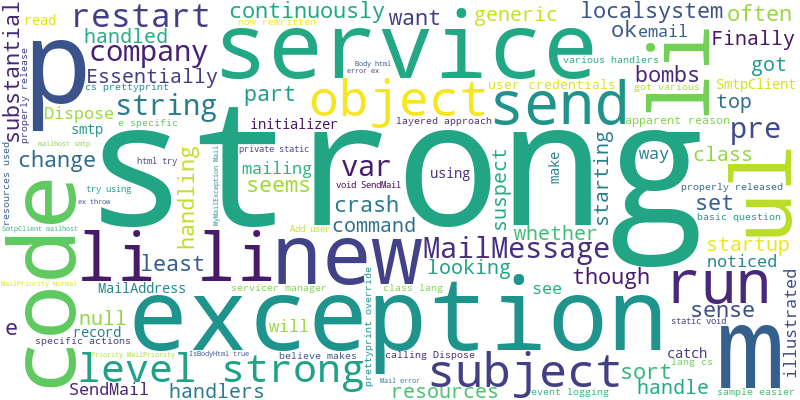 strong
exception
service
new
code
p
li
li
li
ul
m
object
send
run
subject
level strong
string
restart
company
substantial
Essentially
handled
continuously
want
generic
localsystem
often
ok
email
Finally
got
bombs
part
var
pre
top
SmtpClient
read
now rewritten
Body html
error ex
various handlers
user credentials
got various
apparent reason
cs prettyprint
properly release
Dispose
smtp
e specific
initializer
layered approach
change
mailhost smtp
html try
private static
suspect
make
way
class
handling
mailing
seems
void SendMail
using
whether
starting
set
properly released
basic question
resources used
try using
ex throw
MyMailException Mail
crash
command
startup
SmtpClient mailhost
Add user
MailMessage
noticed
least
looking
though
sense
illustrated
MailPriority Normal
MailAddress
servicer manager
class lang
see
e
null
will
prettyprint override
record
specific actions
calling Dispose
sort
static void
Priority MailPriority
IsBodyHtml true
Mail error
catch
lang cs
believe makes
handle
SendMail
handlers
resources
event logging
sample easier